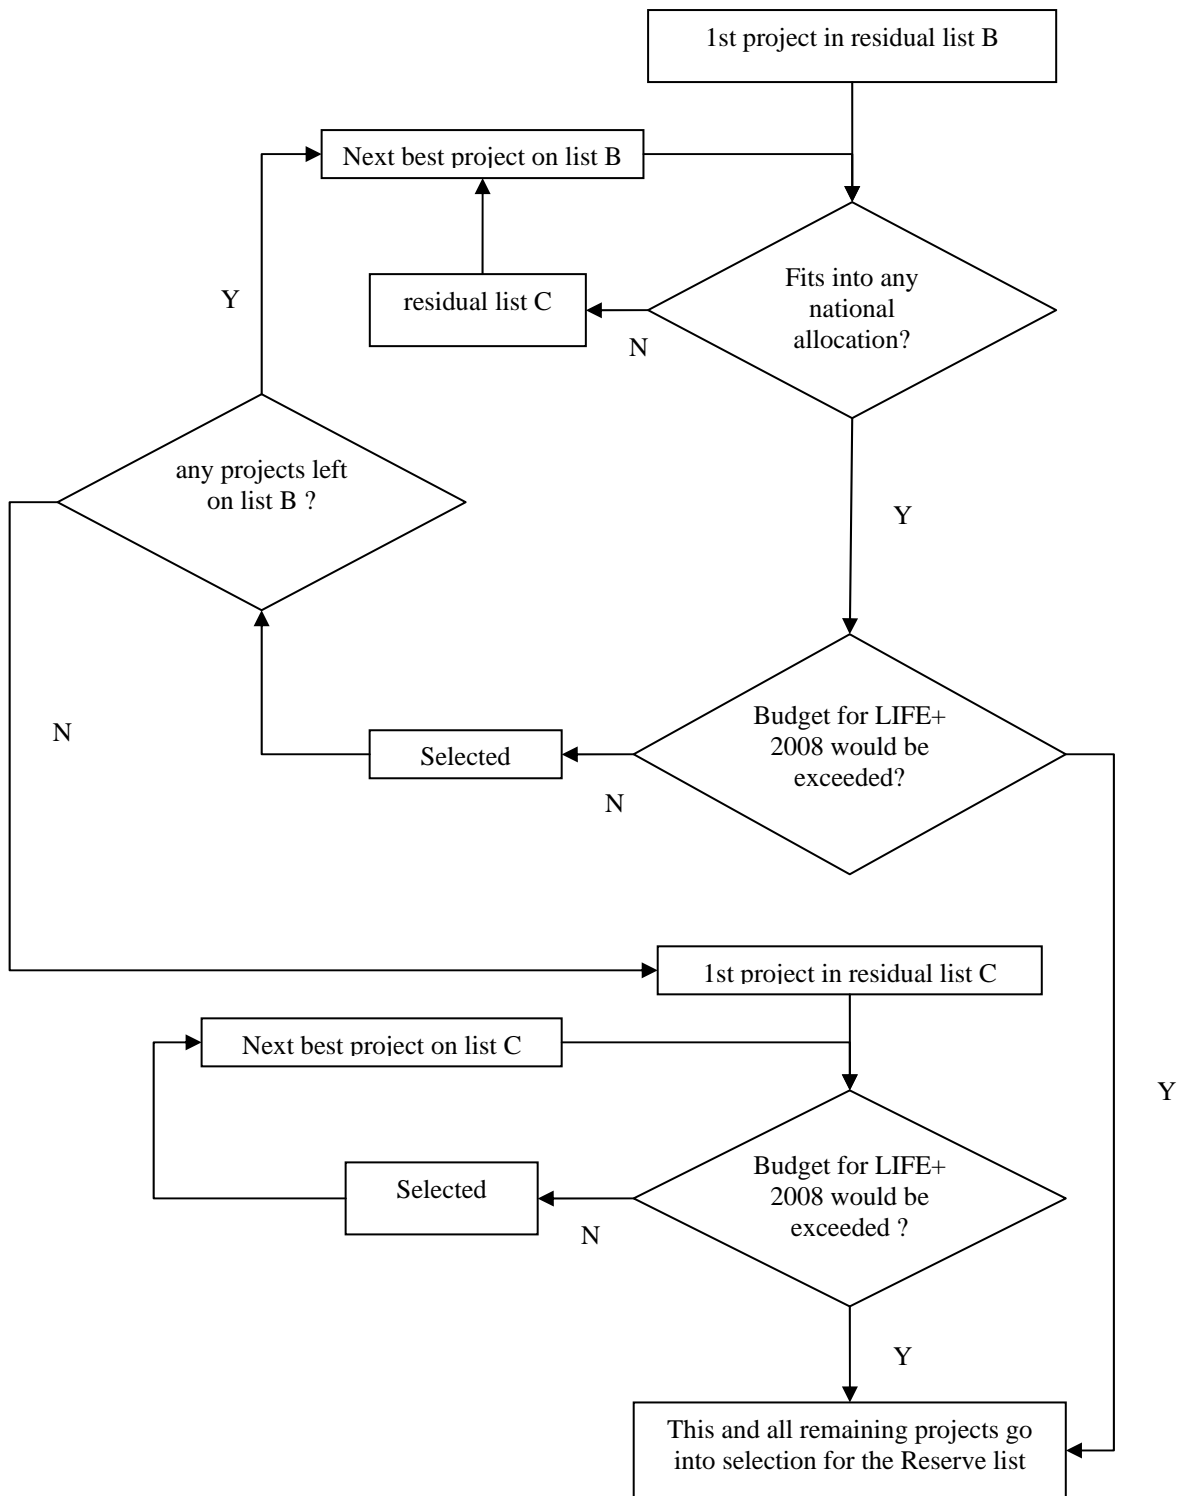 1st project in residual list B
Next best project on list B
Fits into any
national
allocation?
residual list C
N
Y
any projects left
on list B ?
Y
Budget for LIFE+
2008 would be
exceeded?
Selected
N
N
1st project in residual list C
Next best project on list C
Y
Budget for LIFE+
2008 would be
exceeded ?
Selected
N
Y
This and all remaining projects go
into selection for the Reserve list